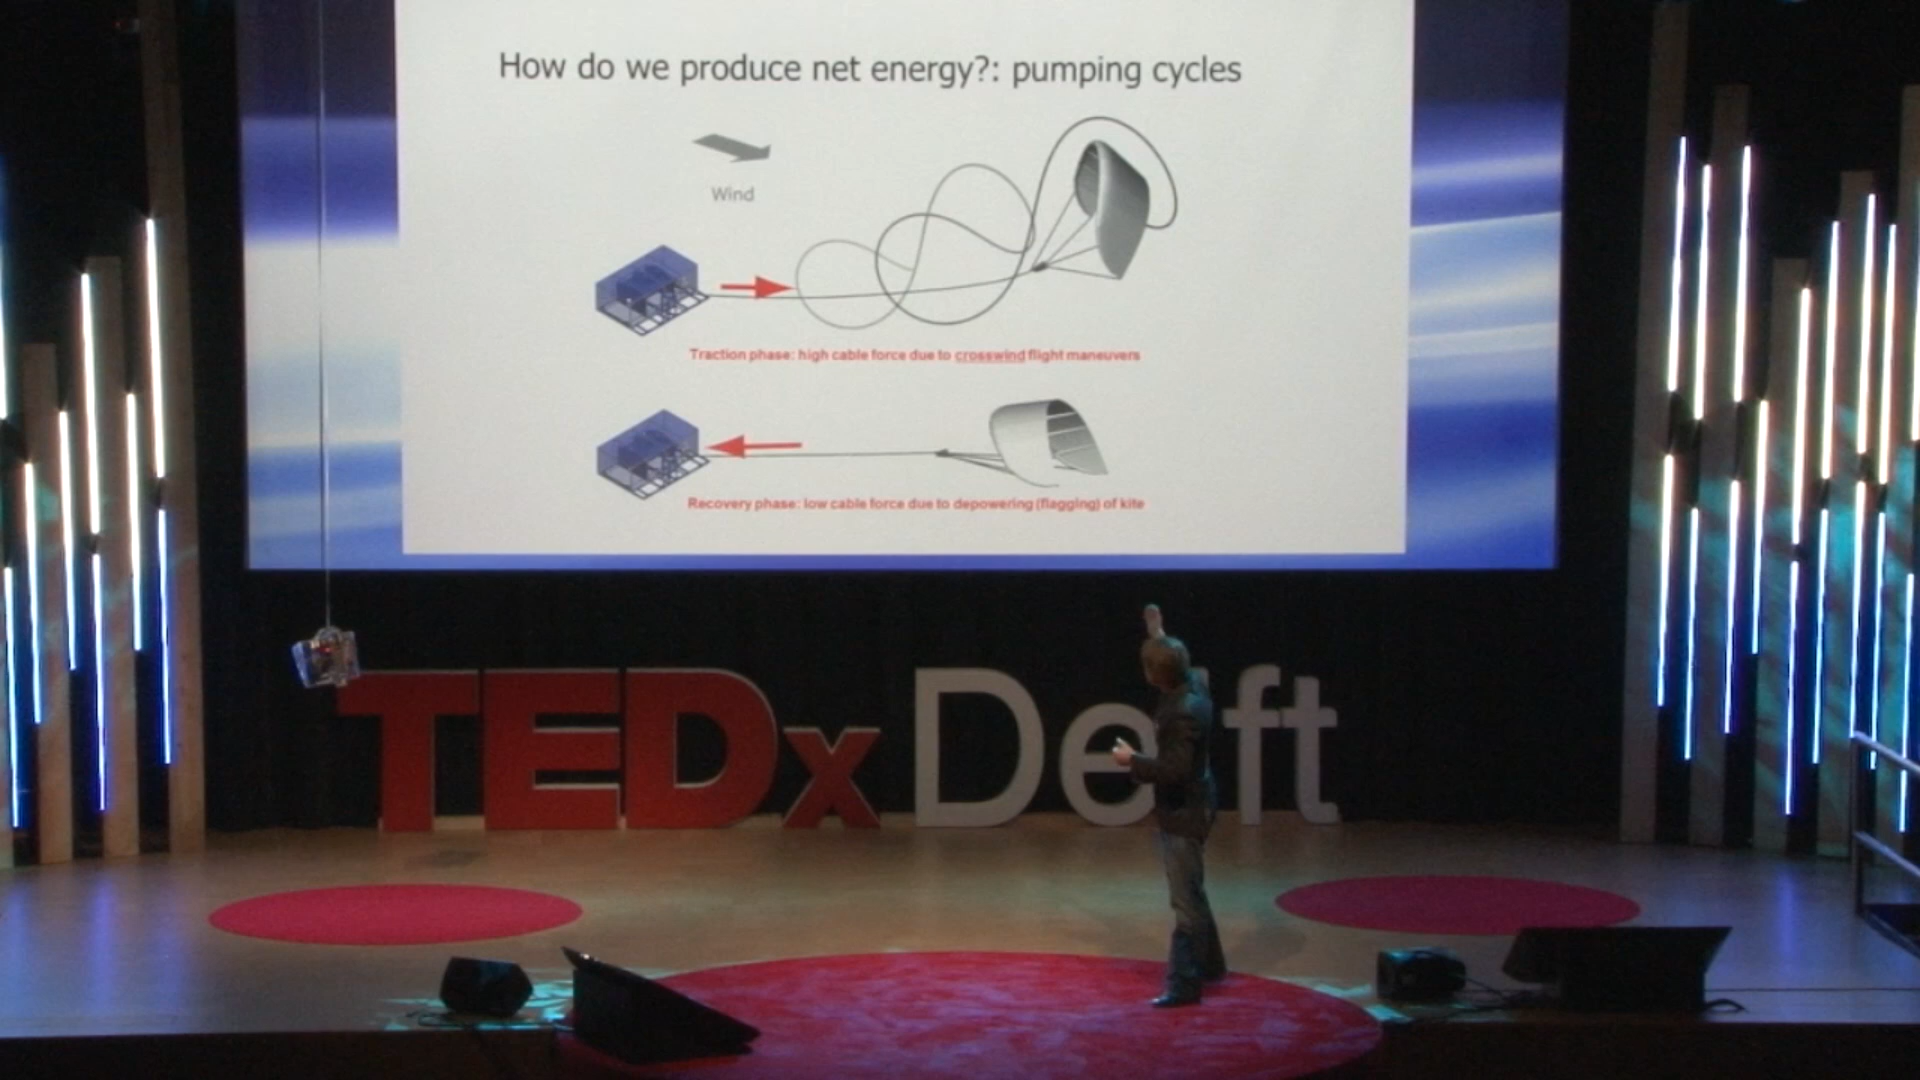 How do we produce net energy?: pumping cycles
Wind
Traction phase: high cable force due to crosswind flight maneuvers
Recovery phase: low cable force due to depowering (flagging) of kite
TEDxDelft